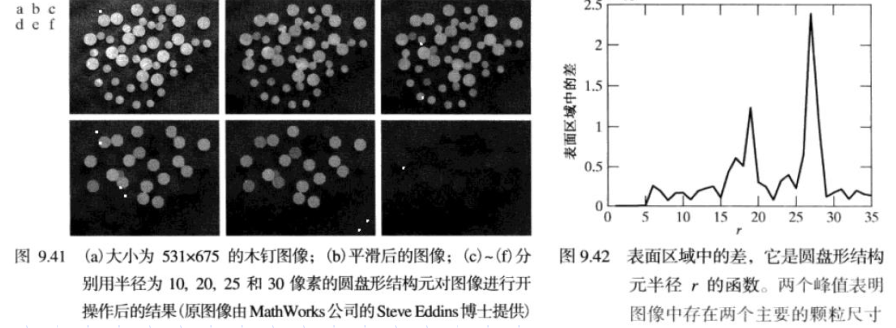 a b c
d e f
图 9.41 (a)大小为 531×675 的木钉图像；(b)平滑后的图像；(c)~(f)分
别用半径为 10, 20, 25 和 30 像素的圆盘形结构元对图像进行开
操作后的结果(原图像由 MathWorks 公司的 Steve Eddins 博士提供)
2.5
2
1.5
1
0.5
0
表面区域中的差
0 5 10 15 20 25 30 35
r
图 9.42 表面区域中的差，它是圆盘形结构
元半径 r 的函数。两个峰值表明
图像中存在两个主要的颗粒尺寸